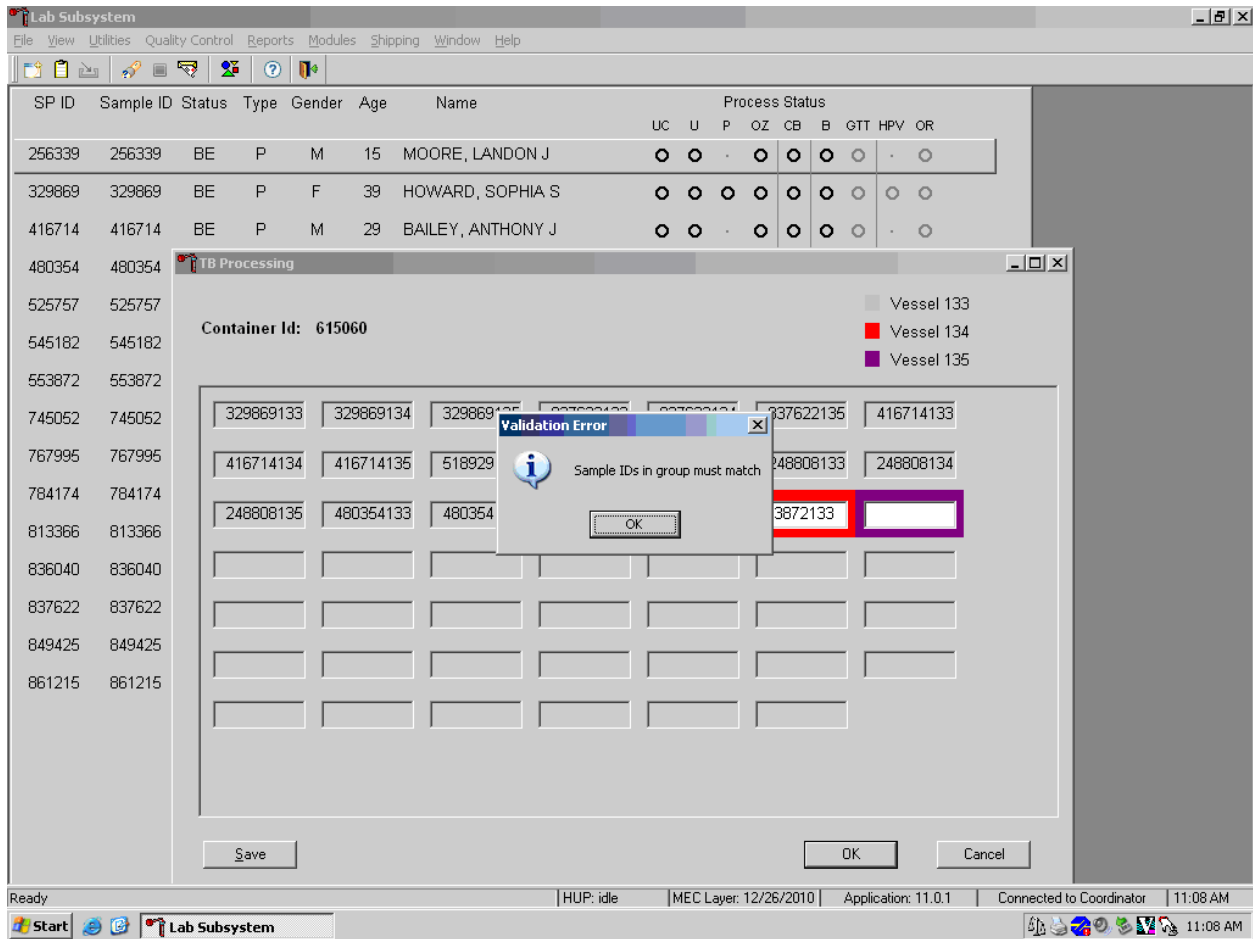 Lab Subsystem
File View Utilities Quality Control Reports Modules Shipping Window Help
SP ID Sample ID Status Type Gender Age Name Process Status
UC U P OZ CB B GTT HPV OR
256339 256339 BE P M 15 MOORE, LANDON J
329869 329869 BE P F 39 HOWARD, SOPHIA S
416714 416714 BE P M 29 BAILEY, ANTHONY J
480354 480354
525757 525757
545182 545182
553872 553872
745052 745052
767995 767995
784174 784174
813366 813366
836040 836040
837622 837622
849425 849425
861215 861215
TB Processing
Vessel 133
Container Id: 615060
Vessel 134
Vessel 135
329869133 329869134 337622135 416714133
416714134 416714135 518929 248808133 248808134
248808135 480354133 480354 3872133
Validation Error
Sample IDs in group must match
OK
Save OK Cancel
Ready HUP: idle MEC Layer: 12/26/2010 Application: 11.0.1 Connected to Coordinator 11:08 AM
Start Lab Subsystem 11:08 AM